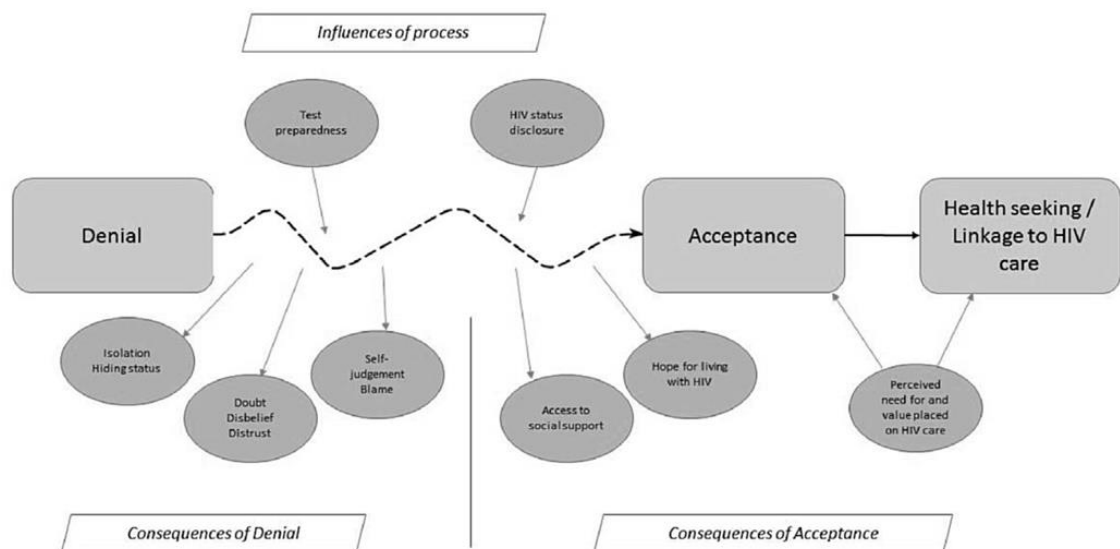 Influences of process
Test
preparedness
HIV status
disclosure
Denial
Acceptance
Health seeking /
Linkage to HIV
care
Isolation
Hiding status
Doubt
Disbelief
Distrust
Self-
judgement
Blame
Access to
social support
Hope for living
with HIV
Perceived
need for and
value placed
on HIV care
Consequences of Denial
Consequences of Acceptance